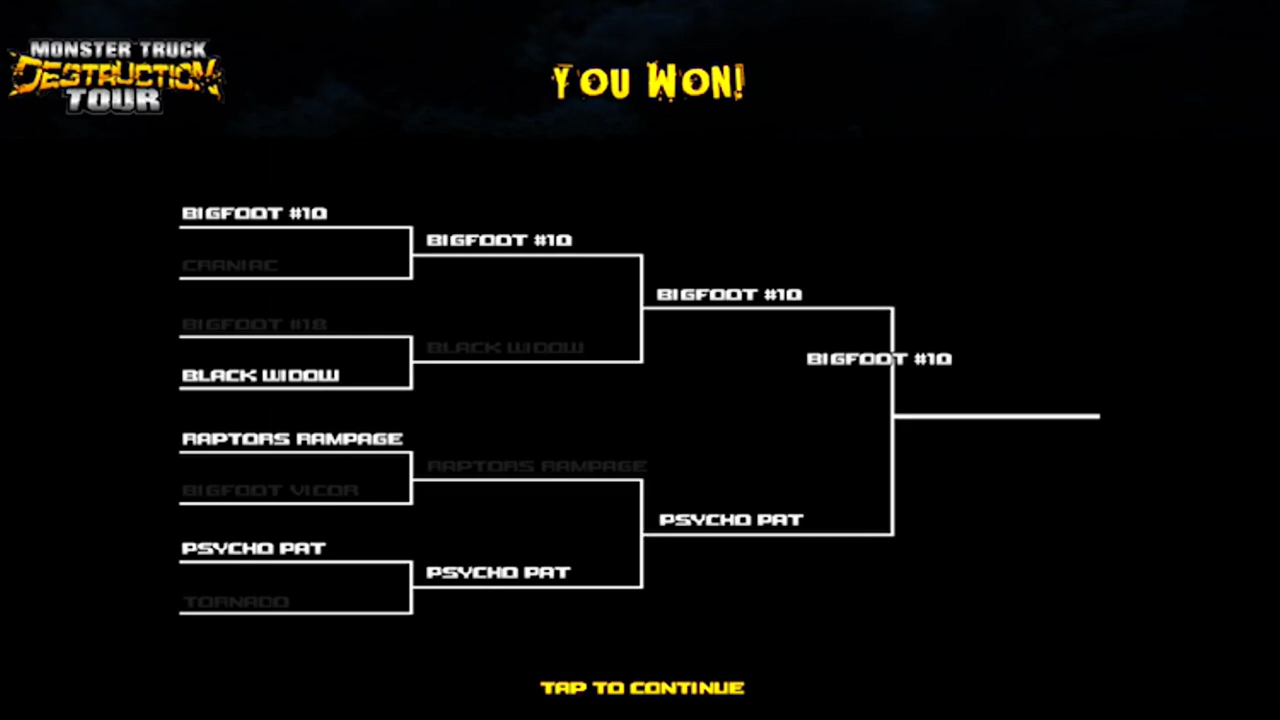 MONSTER TRUCK
DESTRUCTION
TOUR
YOU WON!
BIGFOOT #10
CRANIAC
BIGFOOT #18
BLACK WIDOW
RAPTORS RAMPAGE
BIGFOOT VICOR
PSYCHO PAT
TORNADO
BIGFOOT #10
BLACK WIDOW
RAPTORS RAMPAGE
PSYCHO PAT
BIGFOOT #10
PSYCHO PAT
BIGFOOT #10
TAP TO CONTINUE